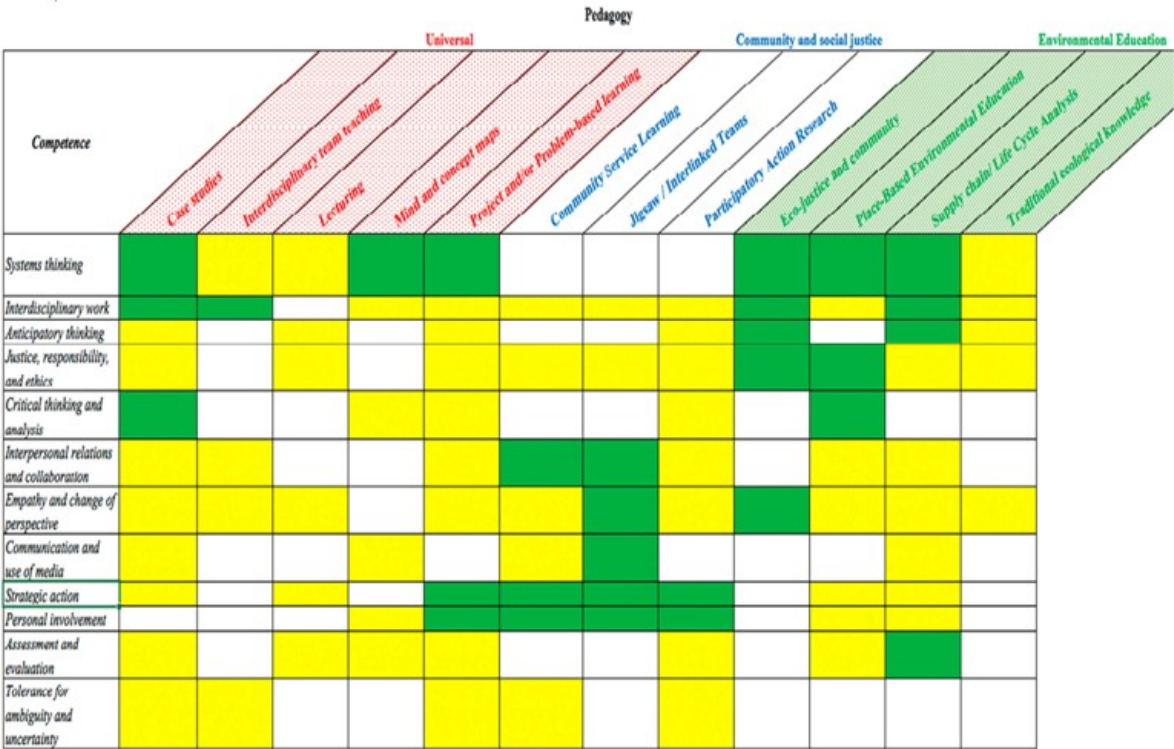 Pedagogy
Universal
Community and social justice
Environmental Education
Competence
Case studies
Interdisciplinary team teaching
Lecturing
Mind and concept maps
Project and/or Problem-based learning
Community Service Learning
Jigsaw / Interlinked Teams
Participatory Action Research
Eco-justice and community
Place-Based Environmental Education
Supply chain/ Life Cycle Analysis
Traditional ecological knowledge
Systems thinking
Interdisciplinary work
Anticipatory thinking
Justice, responsibility,
and ethics
Critical thinking and
analysis
Interpersonal relations
and collaboration
Empathy and change of
perspective
Communication and
use of media
Strategic action
Personal involvement
Assessment and
evaluation
Tolerance for
ambiguity and
uncertainty